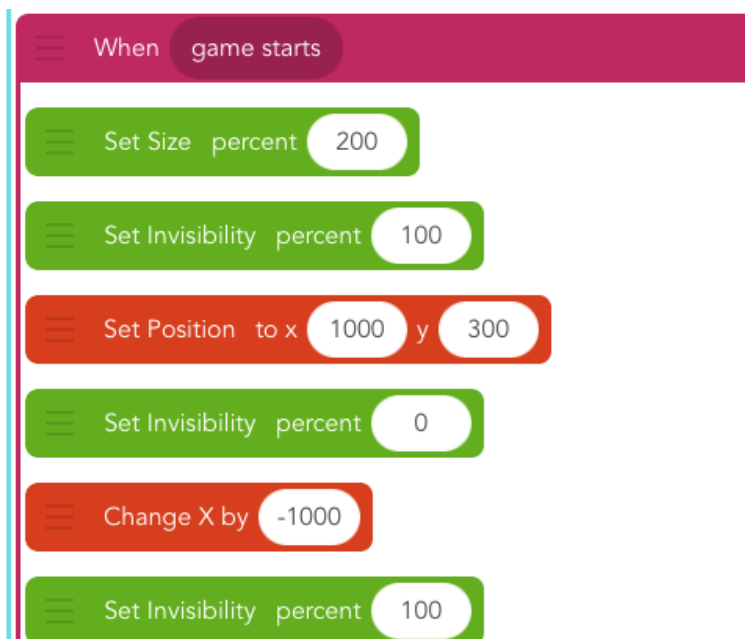 When game starts
Set Size percent 200
Set Invisibility percent 100
Set Position to x 1000 y 300
Set Invisibility percent 0
Change X by -1000
Set Invisibility percent 100